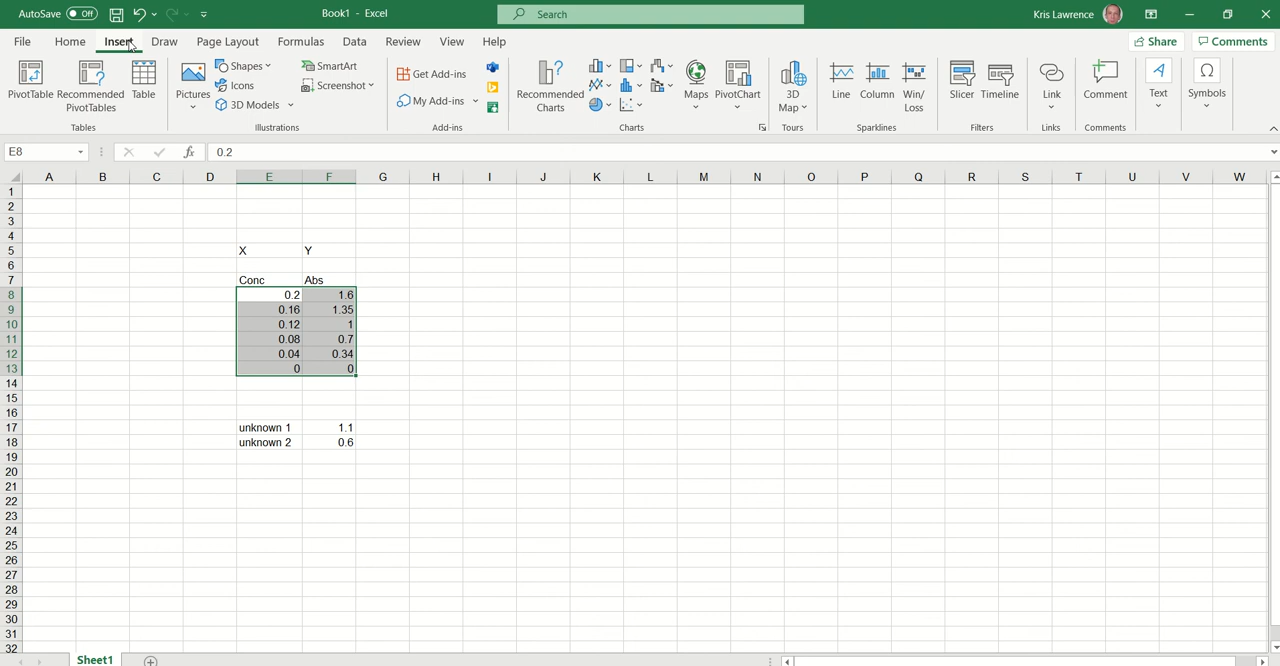 AutoSave Off Book1 - Excel Search Kris Lawrence
File Home Insert Draw Page Layout Formulas Data Review View Help Share Comments
PivotTable Recommended PivotTables Table
Tables
Pictures Shapes Icons 3D Models SmartArt Screenshot
Illustrations
Get Add-ins My Add-ins
Add-ins
Recommended Charts Maps PivotChart
Charts
3D Map
Tours
Line Column Win/Loss
Sparklines
Slicer Timeline
Filters
Link
Links
Comment
Comments
Text
Symbols
E8 fx 0.2
A B C D E F G H I J K L M N O P Q R S T U V W
1
2
3
4
5 X Y
6
7 Conc Abs
8 0.2 1.6
9 0.16 1.35
10 0.12 1
11 0.08 0.7
12 0.04 0.34
13 0 0
14
15
16
17 unknown 1 1.1
18 unknown 2 0.6
19
20
21
22
23
24
25
26
27
28
29
30
31
32
Sheet1